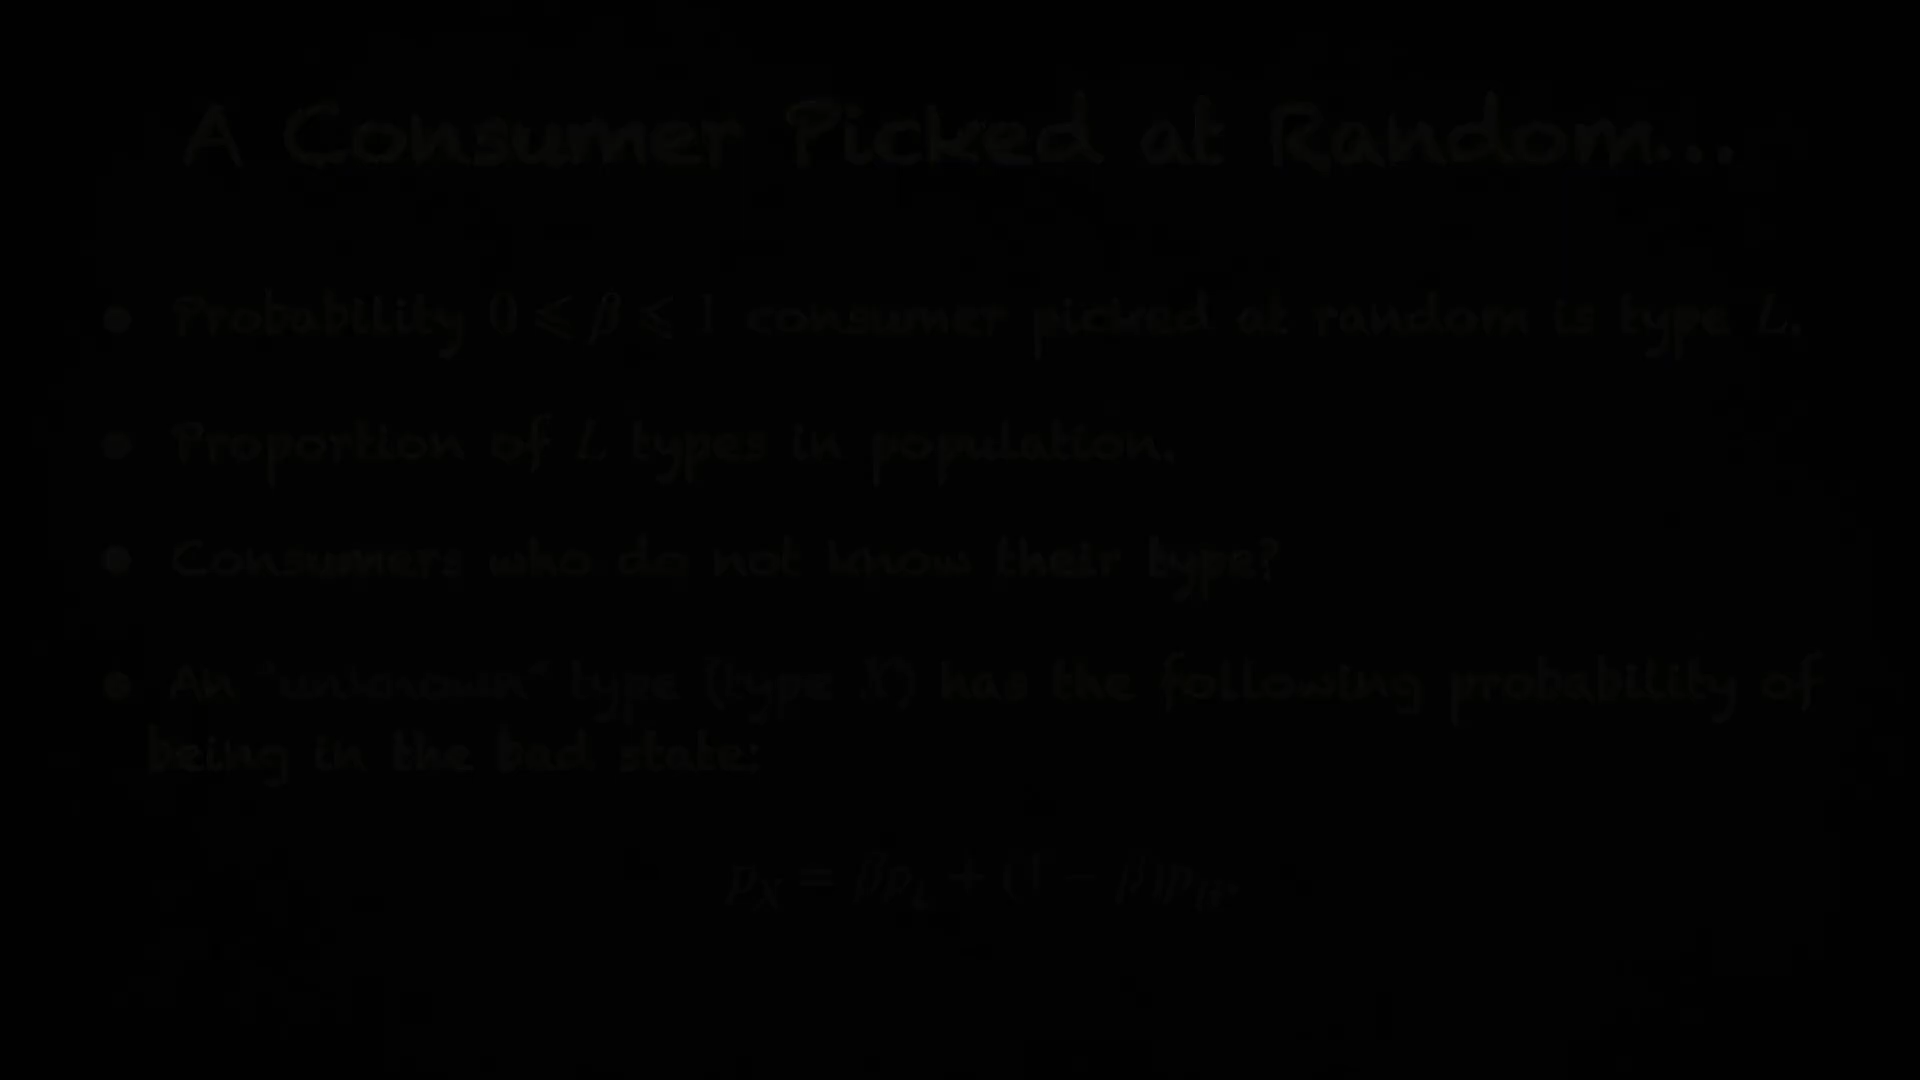 A Consumer Picked at Random...
• Probability 0 ⩽ β ⩽ 1 consumer picked at random is type L.
• Proportion of L types in population.
• Consumers who do not know their type?
• An "unknown" type (type X) has the following probability of
being in the bad state:
p_X = βp_L + (1 − β)p_H.